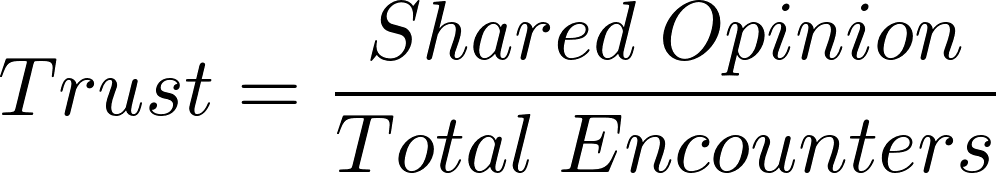 Trust = Shared Opinion
Total Encounters